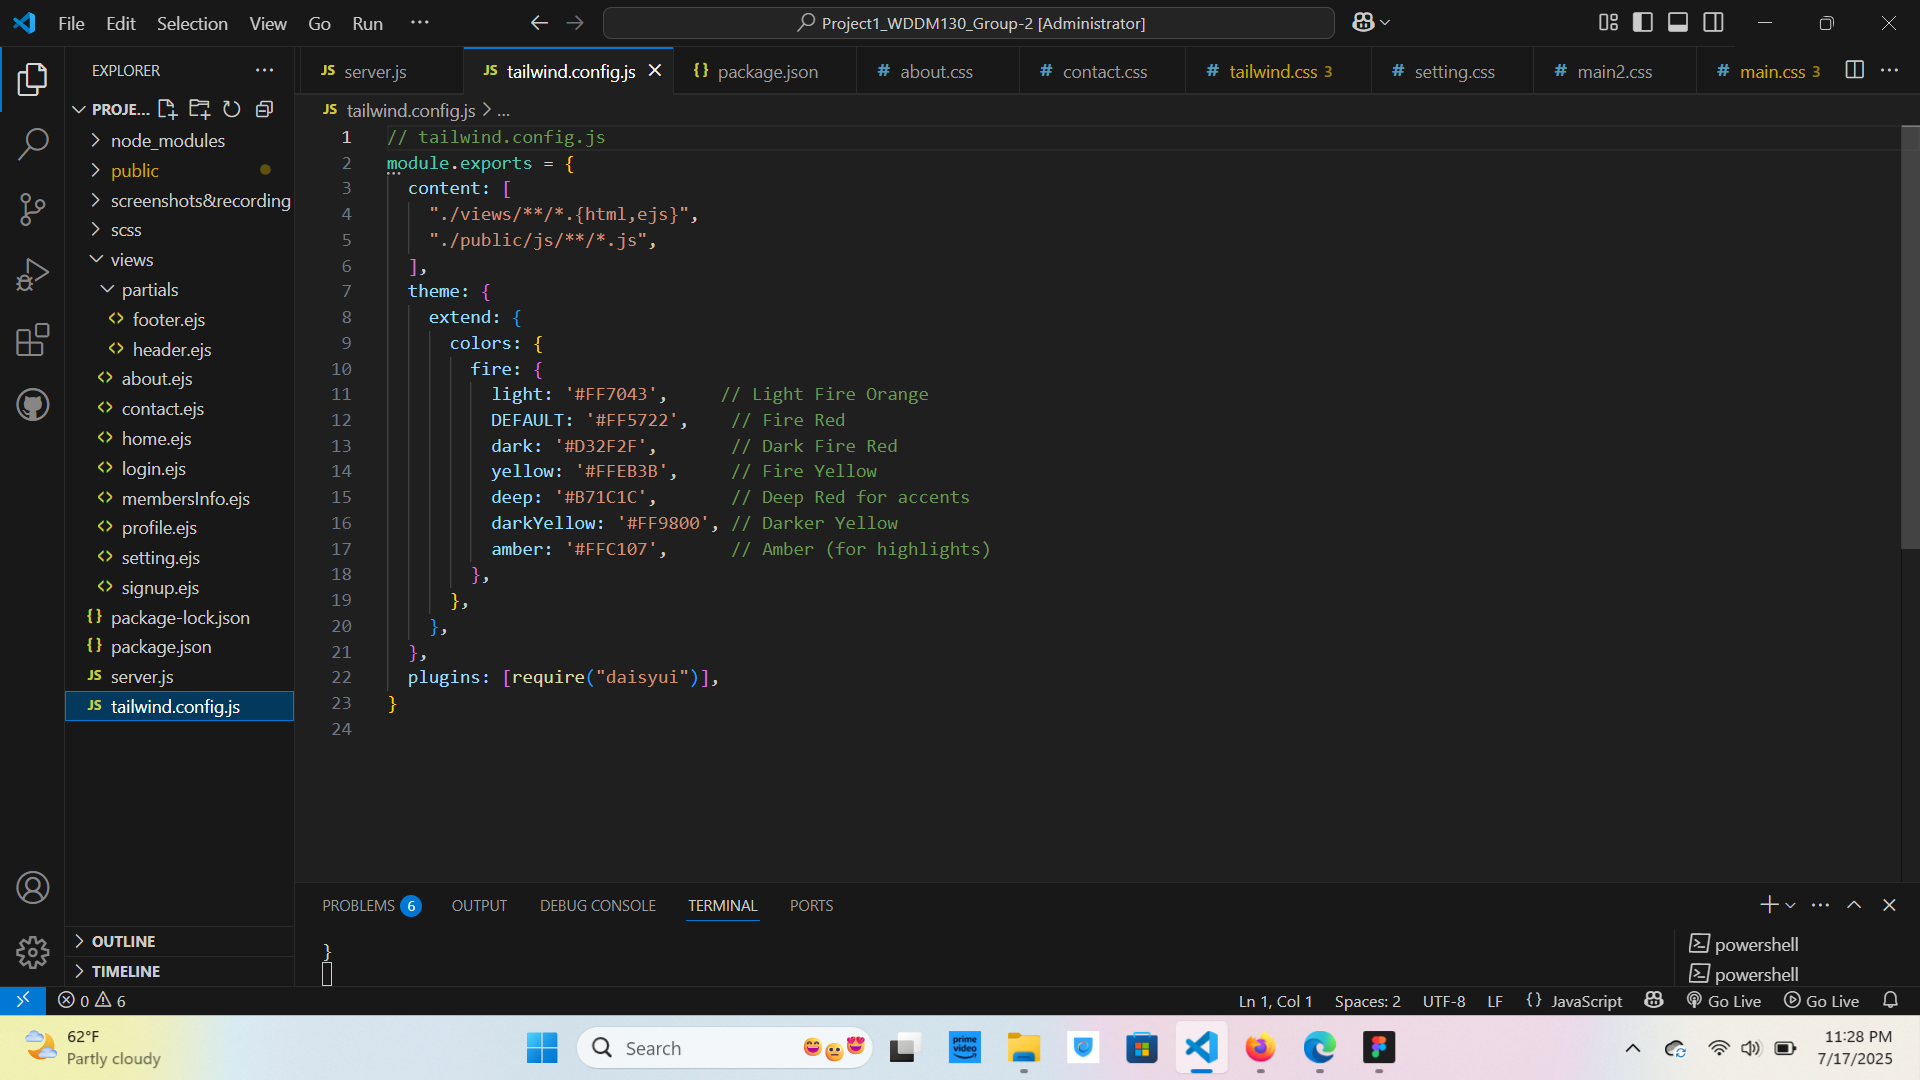 File Edit Selection View Go Run ···
Project1_WDDM130_Group-2 [Administrator]
EXPLORER ···
server.js
tailwind.config.js
package.json
about.css
contact.css
tailwind.css 3
setting.css
main2.css
main.css 3
PROJE...
tailwind.config.js > ...
node_modules
public
screenshots&recording
scss
views
partials
footer.ejs
header.ejs
about.ejs
contact.ejs
home.ejs
login.ejs
membersInfo.ejs
profile.ejs
setting.ejs
signup.ejs
package-lock.json
package.json
server.js
tailwind.config.js
OUTLINE
TIMELINE
1 // tailwind.config.js
2 module.exports = {
3 content: [
4 "./views/**/*.{html,ejs}",
5 "./public/js/**/*.js",
6 ],
7 theme: {
8 extend: {
9 colors: {
10 fire: {
11 light: '#FF7043', // Light Fire Orange
12 DEFAULT: '#FF5722', // Fire Red
13 dark: '#D32F2F', // Dark Fire Red
14 yellow: '#FFEB3B', // Fire Yellow
15 deep: '#B71C1C', // Deep Red for accents
16 darkYellow: '#FF9800', // Darker Yellow
17 amber: '#FFC107', // Amber (for highlights)
18 },
19 },
20 },
21 },
22 plugins: [require("daisyui")],
23 }
24
PROBLEMS 6 OUTPUT DEBUG CONSOLE TERMINAL PORTS
}
powershell
powershell
0 6
Ln 1, Col 1 Spaces: 2 UTF-8 LF {} JavaScript Go Live Go Live
62°F
Partly cloudy
Search
prime video
11:28 PM
7/17/2025